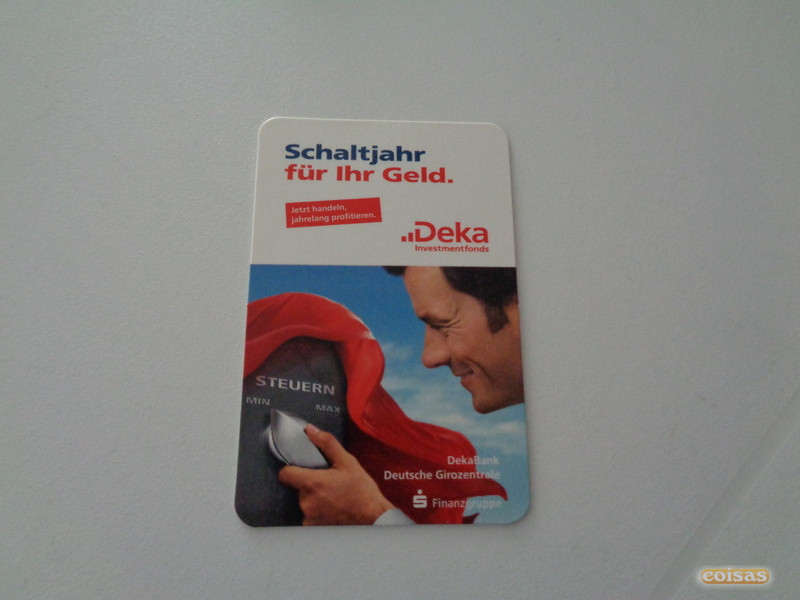 Schaltjahr
für Ihr Geld.
Jetzt handeln,
jahrelang profitieren.
Deka
Investmentfonds
STEUERN
MIN MAX
DekaBank
Deutsche Girozentrale
Finanzgruppe
coisas